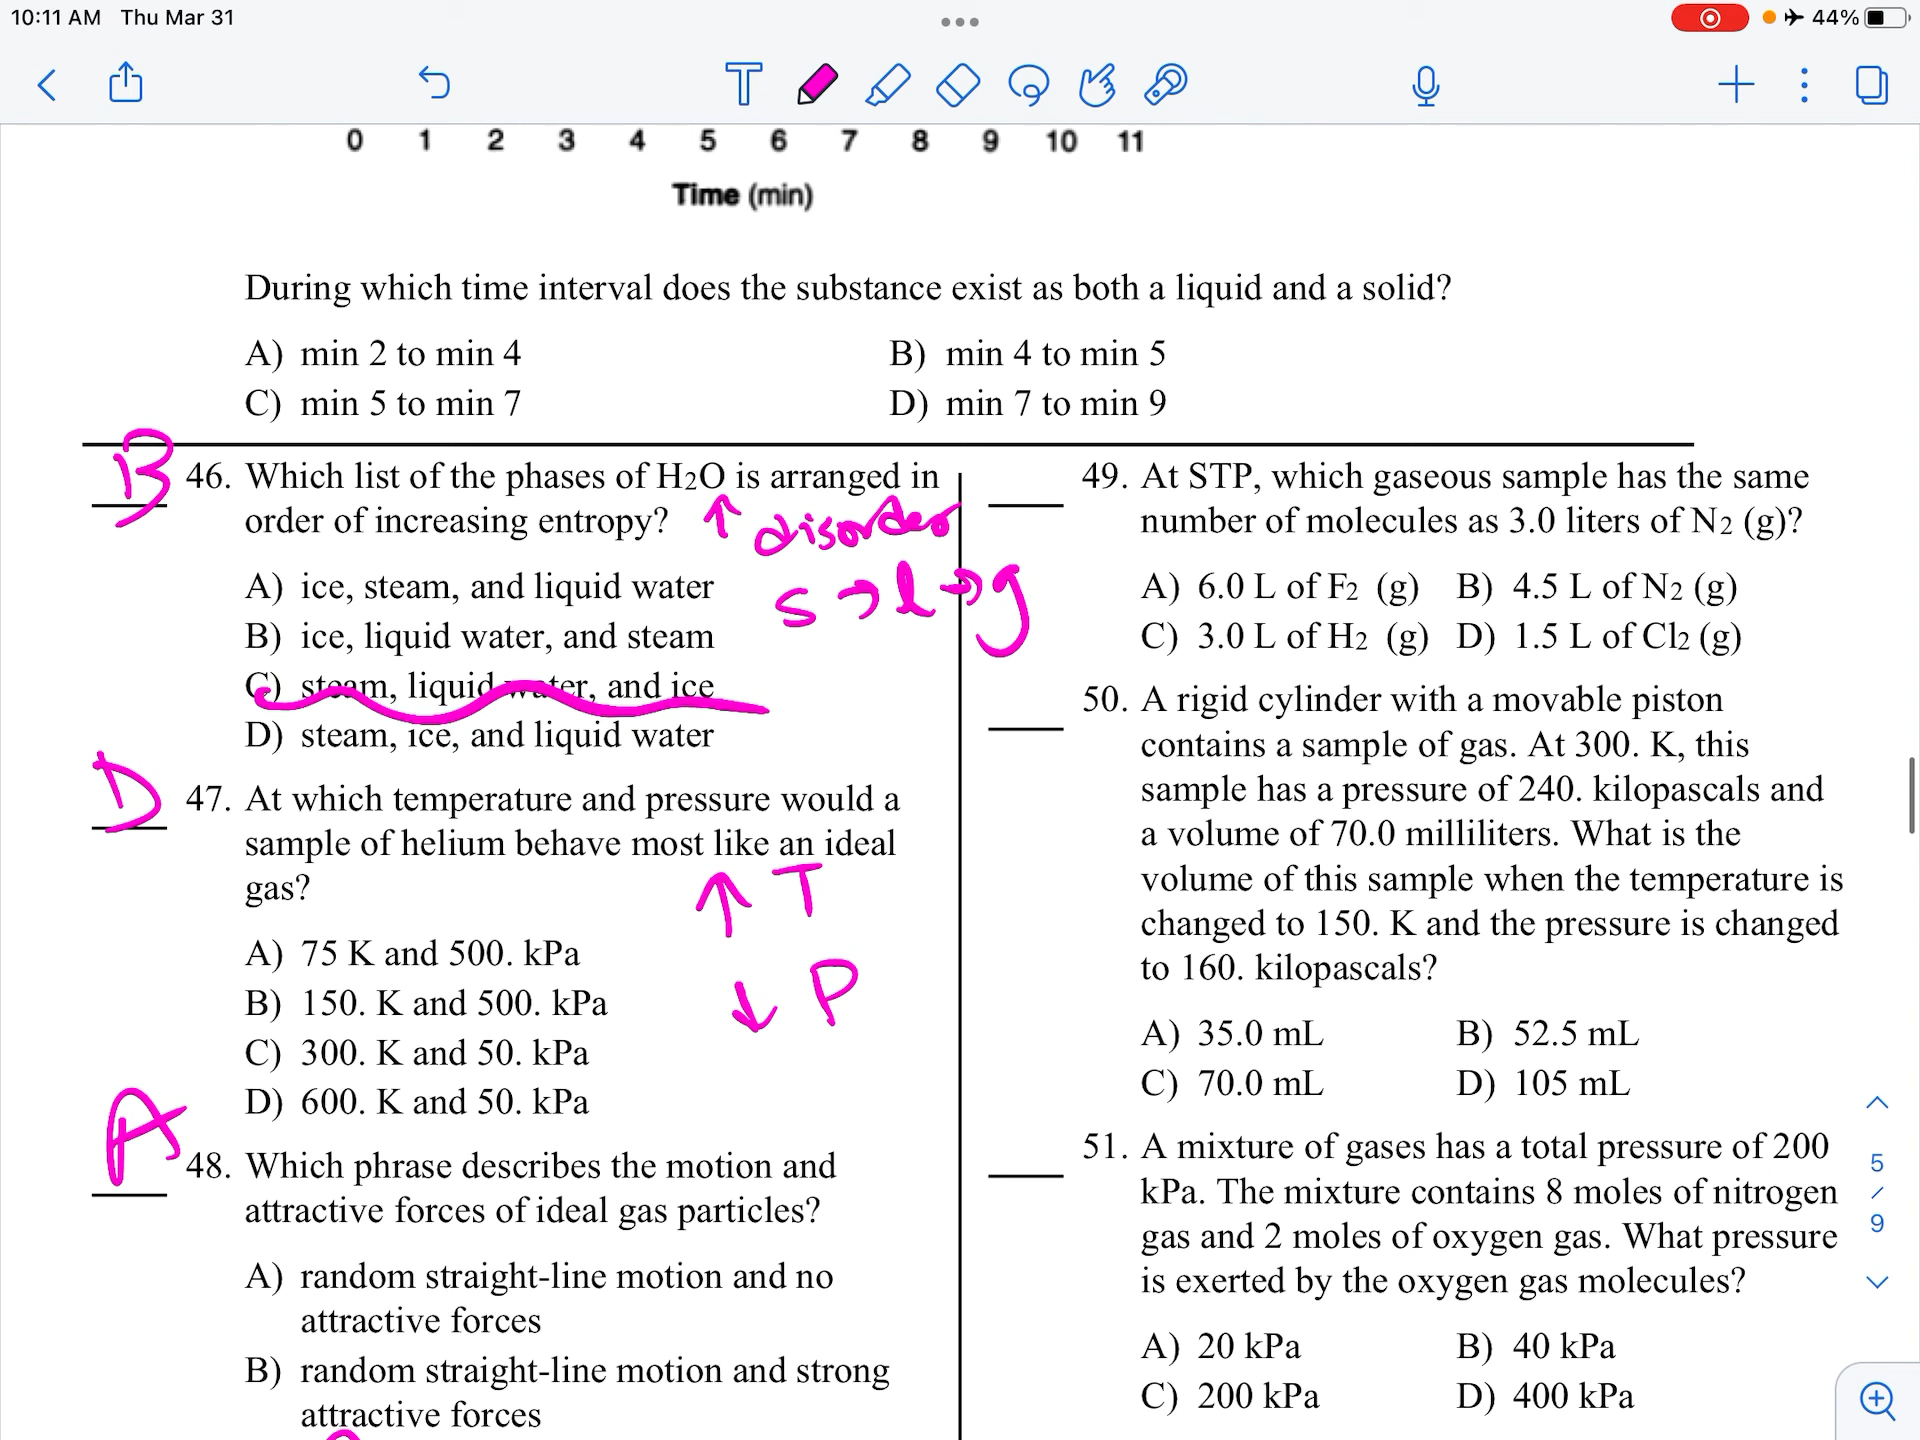 10:11 AM Thu Mar 31
44%
0 1 2 3 4 5 6 7 8 9 10 11
Time (min)
During which time interval does the substance exist as both a liquid and a solid?
A) min 2 to min 4 B) min 4 to min 5
C) min 5 to min 7 D) min 7 to min 9
B 46. Which list of the phases of H2O is arranged in
order of increasing entropy? ↑ disorder
s → l → g
A) ice, steam, and liquid water
B) ice, liquid water, and steam
C) steam, liquid water, and ice
D) steam, ice, and liquid water
D 47. At which temperature and pressure would a
sample of helium behave most like an ideal
gas?
↑ T
↓ P
A) 75 K and 500. kPa
B) 150. K and 500. kPa
C) 300. K and 50. kPa
D) 600. K and 50. kPa
A 48. Which phrase describes the motion and
attractive forces of ideal gas particles?
A) random straight-line motion and no
attractive forces
B) random straight-line motion and strong
attractive forces
49. At STP, which gaseous sample has the same
number of molecules as 3.0 liters of N2 (g)?
A) 6.0 L of F2 (g) B) 4.5 L of N2 (g)
C) 3.0 L of H2 (g) D) 1.5 L of Cl2 (g)
50. A rigid cylinder with a movable piston
contains a sample of gas. At 300. K, this
sample has a pressure of 240. kilopascals and
a volume of 70.0 milliliters. What is the
volume of this sample when the temperature is
changed to 150. K and the pressure is changed
to 160. kilopascals?
A) 35.0 mL B) 52.5 mL
C) 70.0 mL D) 105 mL
51. A mixture of gases has a total pressure of 200
kPa. The mixture contains 8 moles of nitrogen
gas and 2 moles of oxygen gas. What pressure
is exerted by the oxygen gas molecules?
A) 20 kPa B) 40 kPa
C) 200 kPa D) 400 kPa
5
/
9